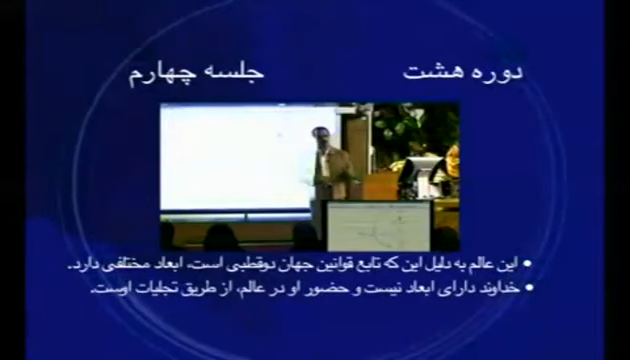 دوره هشت
جلسه چهارم
• این عالم به دلیل این که تابع قوانین جهان دوقطبی است، ابعاد مختلفی دارد.
• خداوند دارای ابعاد نیست و حضور او در عالم، از طریق تجلیات اوست.